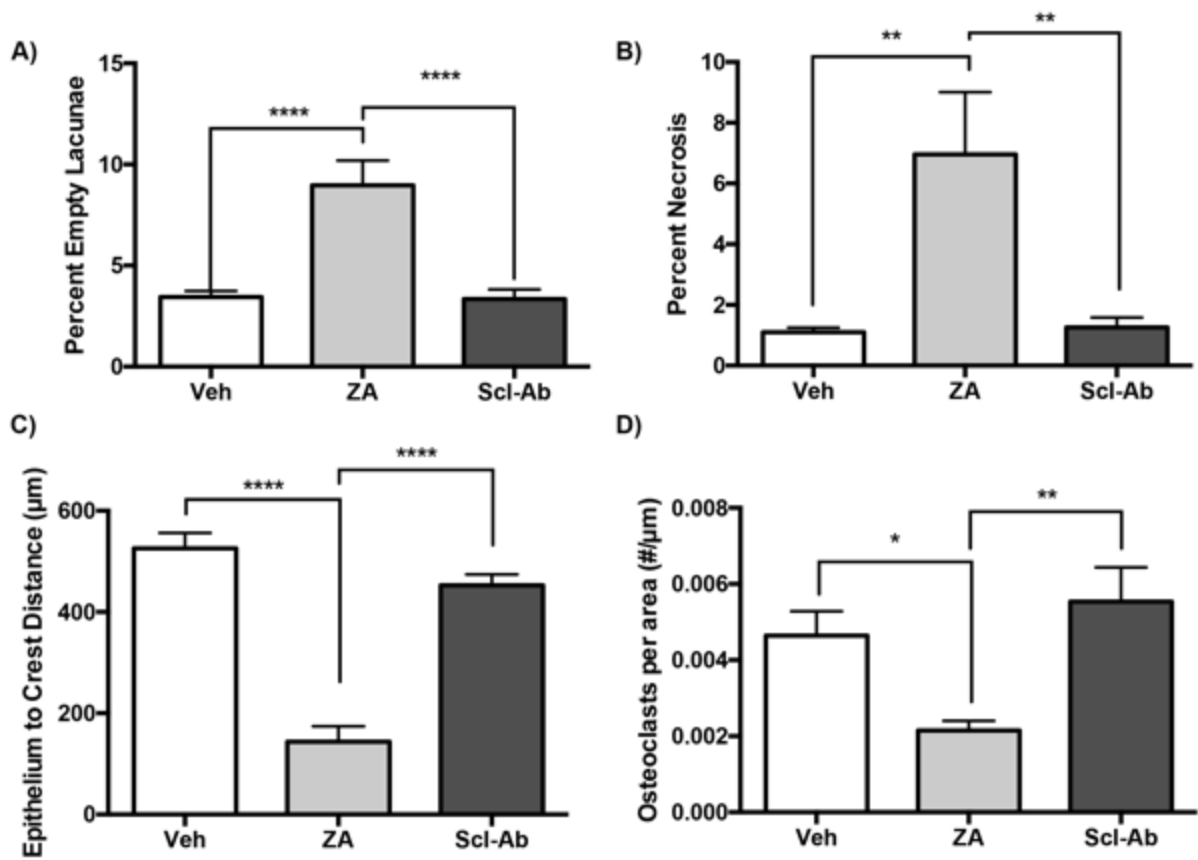 A)
Percent Empty Lacunae
15
10
5
0
****
****
Veh ZA Scl-Ab
B)
Percent Necrosis
10
8
6
4
2
0
**
**
Veh ZA Scl-Ab
C)
Epithelium to Crest Distance (μm)
600
400
200
0
****
****
Veh ZA Scl-Ab
D)
Osteoclasts per area (#/μm)
0.008
0.006
0.004
0.002
0.000
*
**
Veh ZA Scl-Ab